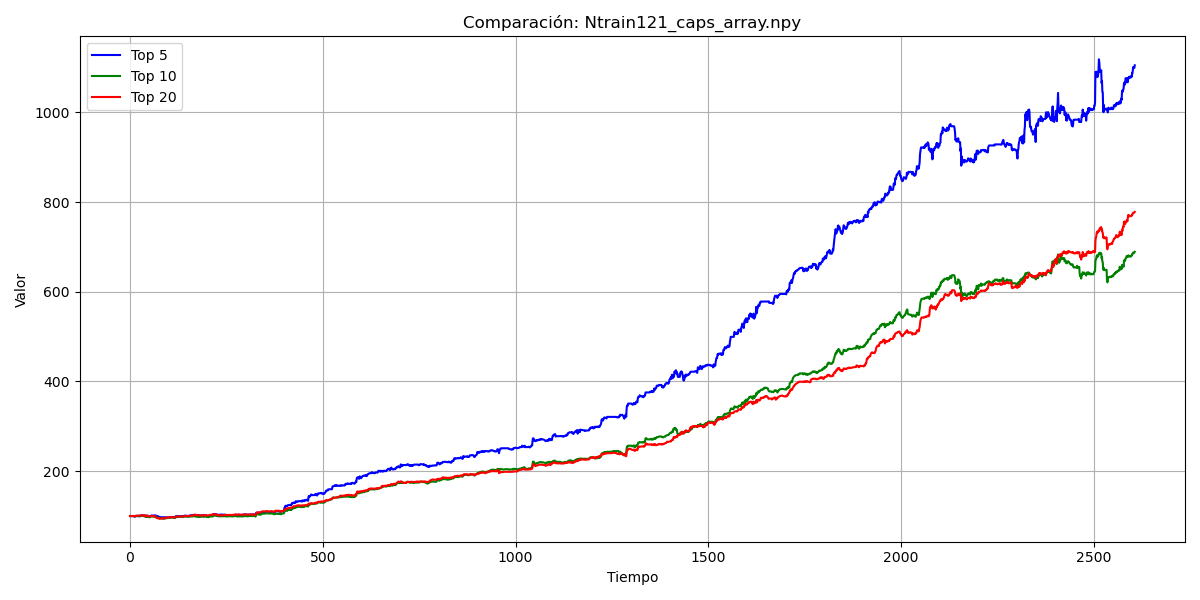 Comparación: Ntrain121_caps_array.npy
Top 5
Top 10
Top 20
Valor
1000
800
600
400
200
0
500
1000
1500
2000
2500
Tiempo